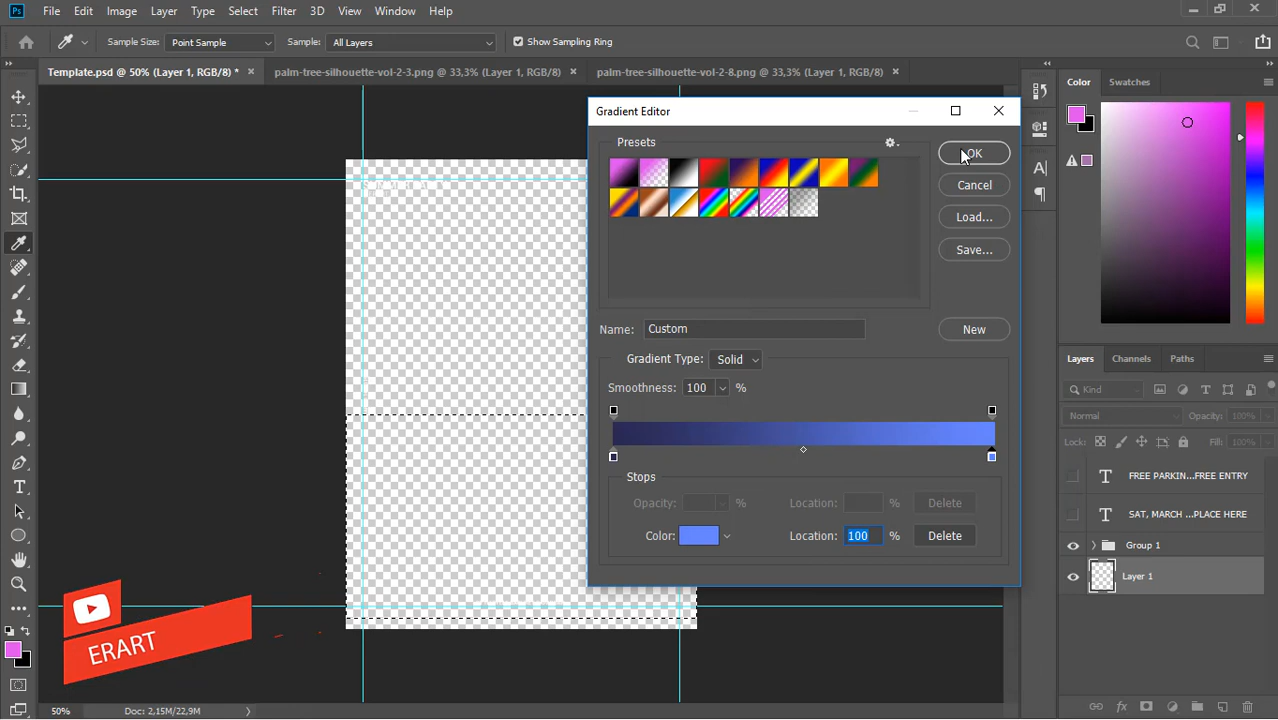 Ps File Edit Image Layer Type Select Filter 3D View Window Help
Sample Size: Point Sample Sample: All Layers Show Sampling Ring
Template.psd @ 50% (Layer 1, RGB/8) * × palm-tree-silhouette-vol-2-3.png @ 33,3% (Layer 1, RGB/8) × palm-tree-silhouette-vol-2-8.png @ 33,3% (Layer 1, RGB/8) ×
Color Swatches
Gradient Editor
Presets
OK
Cancel
Load...
Save...
Name: Custom
New
Gradient Type: Solid
Smoothness: 100 %
Stops
Opacity: % Location: % Delete
Color: Location: 100 % Delete
Layers Channels Paths
Kind
Normal Opacity: 100%
Lock: Fill: 100%
T FREE PARKIN...FREE ENTRY
T SAT, MARCH ...PLACE HERE
Group 1
Layer 1
ERART
50% Doc: 2,15M/22,9M